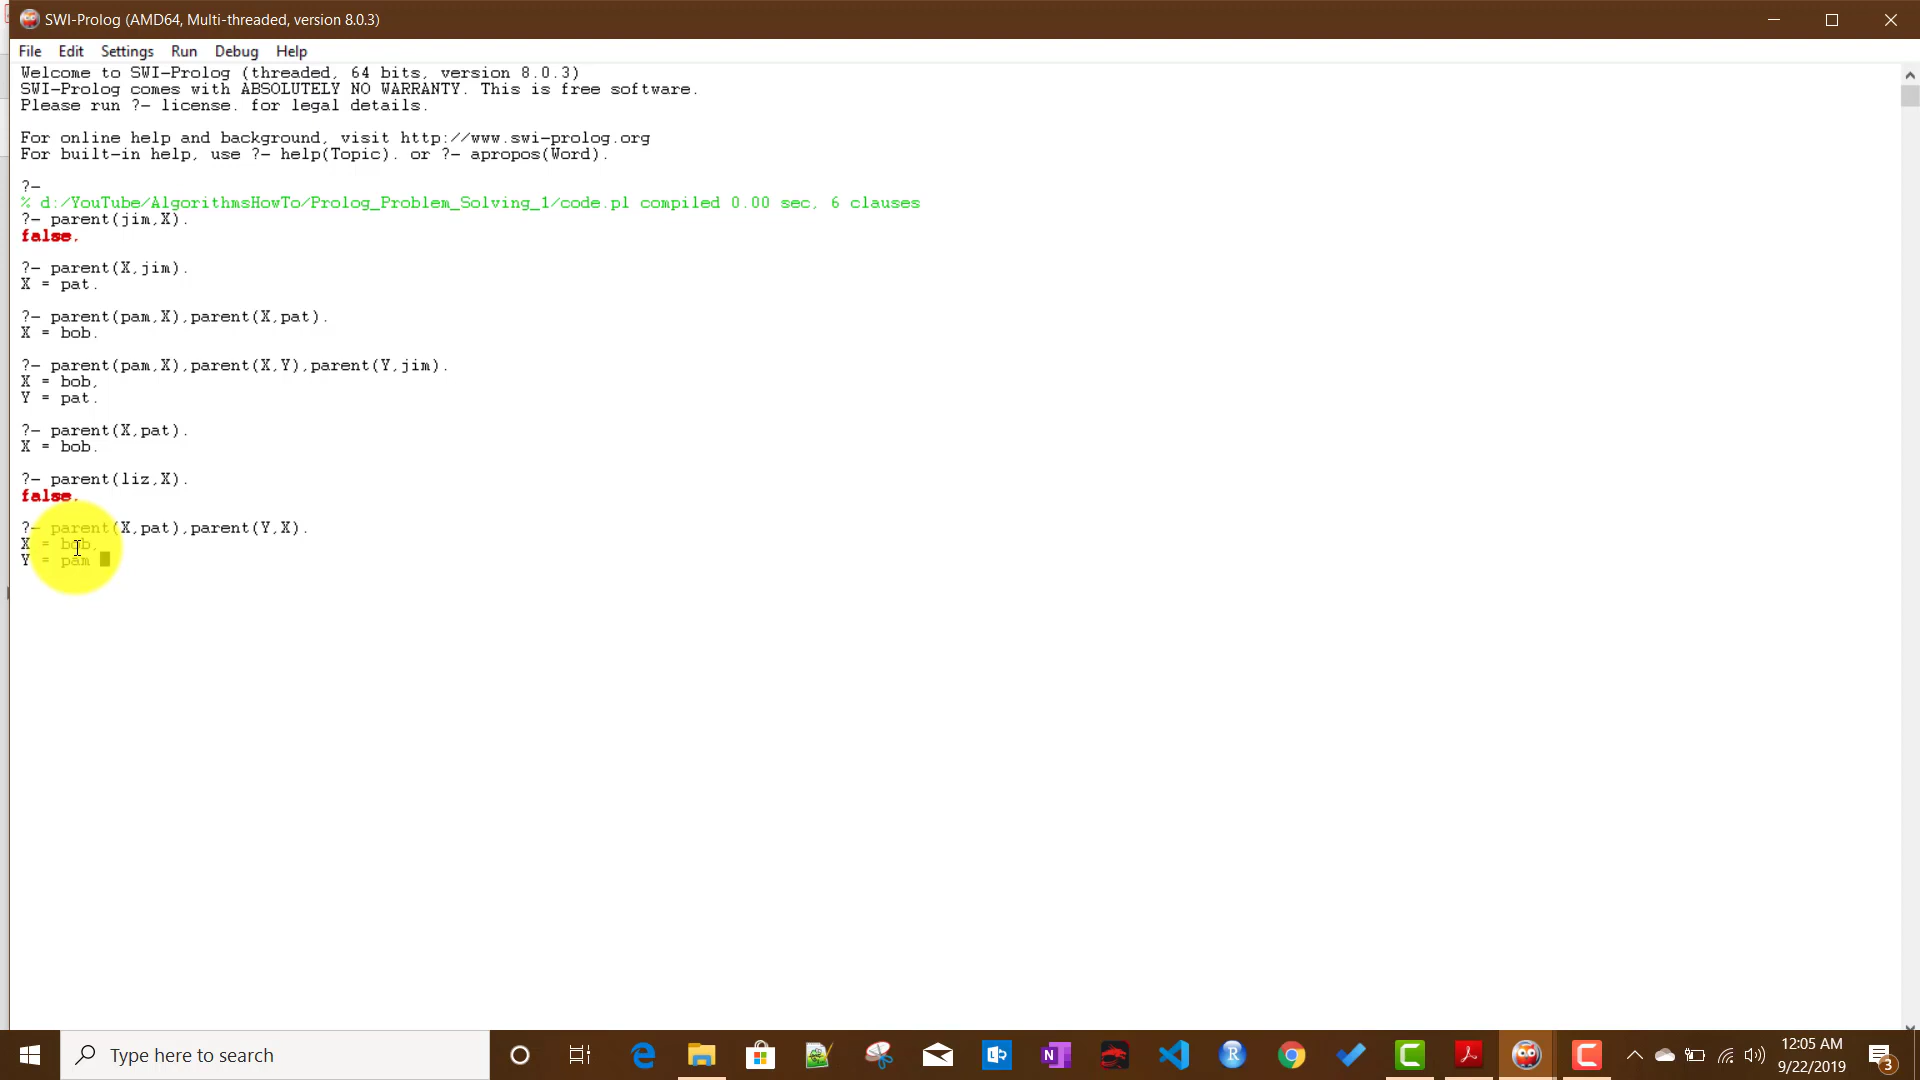 SWI-Prolog (AMD64, Multi-threaded, version 8.0.3)
File Edit Settings Run Debug Help
Welcome to SWI-Prolog (threaded, 64 bits, version 8.0.3)
SWI-Prolog comes with ABSOLUTELY NO WARRANTY. This is free software.
Please run ?- license. for legal details.
For online help and background, visit http://www.swi-prolog.org
For built-in help, use ?- help(Topic). or ?- apropos(Word).
?-
% d:/YouTube/AlgorithmsHowTo/Prolog_Problem_Solving_1/code.pl compiled 0.00 sec, 6 clauses
?- parent(jim,X).
false.
?- parent(X,jim).
X = pat.
?- parent(pam,X),parent(X,pat).
X = bob.
?- parent(pam,X),parent(X,Y),parent(Y,jim).
X = bob,
Y = pat.
?- parent(X,pat).
X = bob.
?- parent(liz,X).
false.
?- parent(X,pat),parent(Y,X).
X = bob,
Y = pam
Type here to search
12:05 AM
9/22/2019
3